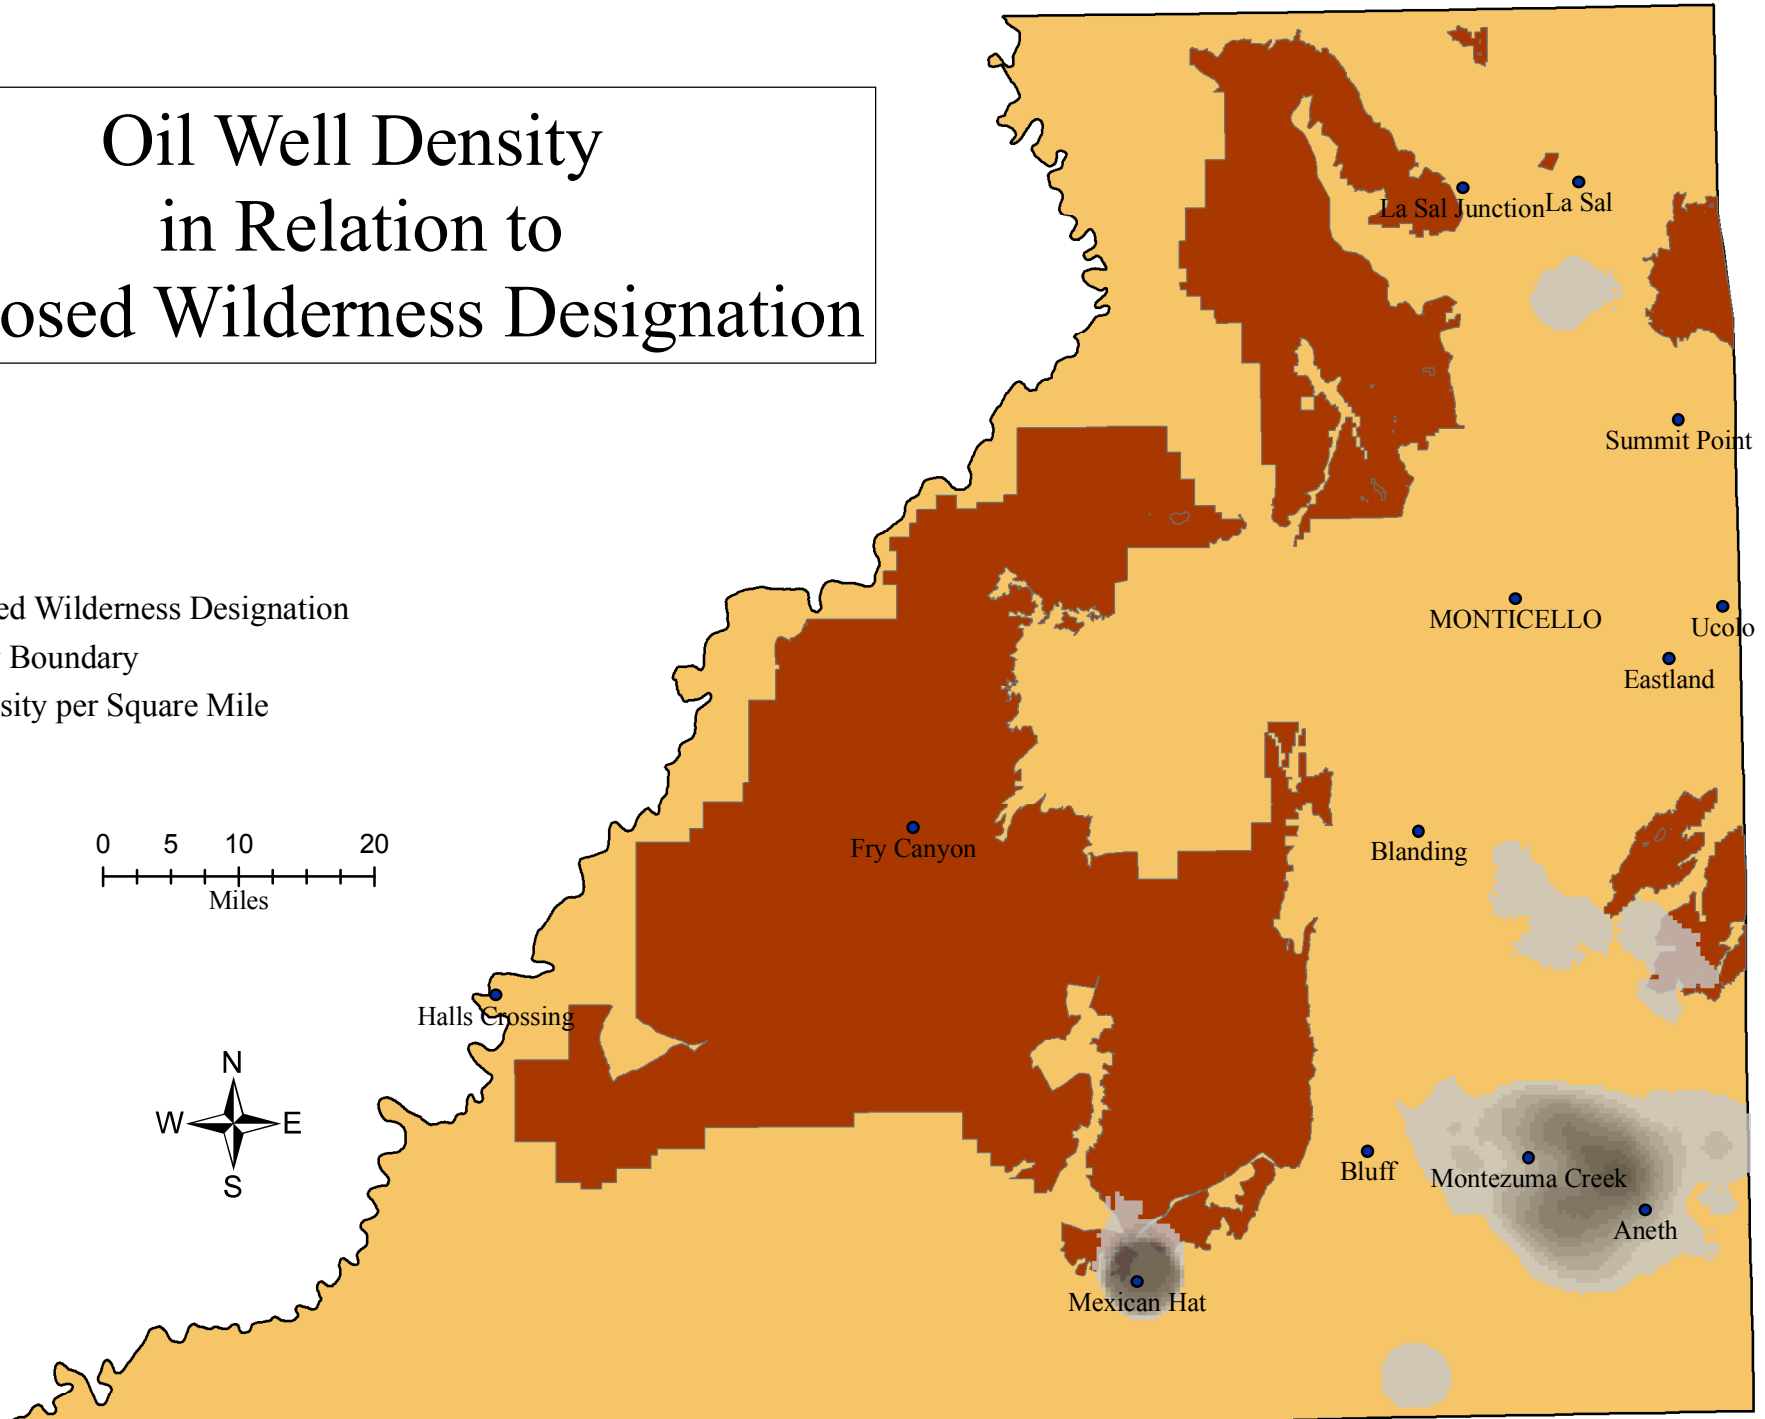 Oil Well Density
in Relation to
osed Wilderness Designation
La Sal Junction
La Sal
Summit Point
ed Wilderness Designation
MONTICELLO
Ucolo
Boundary
Eastland
sity per Square Mile
0 5 10 20
Miles
Fry Canyon
Blanding
Halls Crossing
N
W E
S
Bluff
Montezuma Creek
Aneth
Mexican Hat